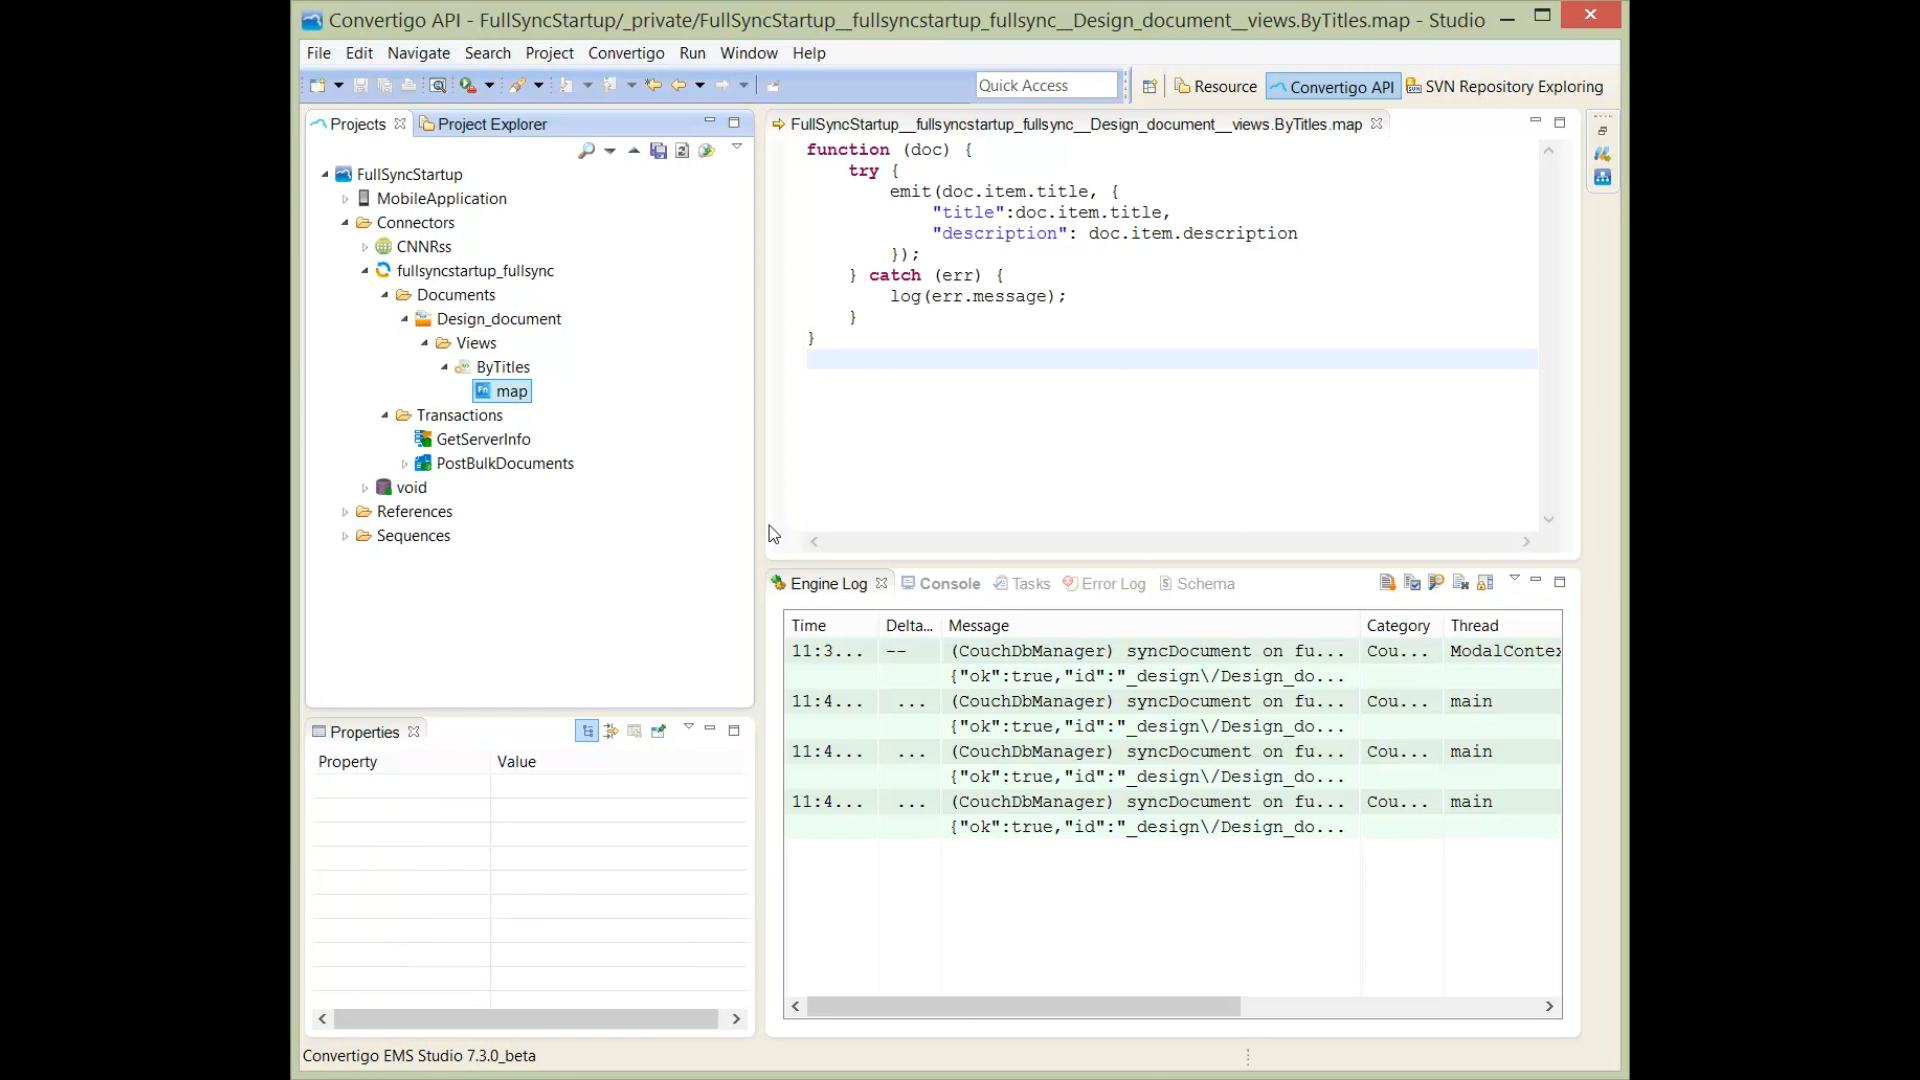 Convertigo API - FullSyncStartup/_private/FullSyncStartup__fullsyncstartup_fullsync__Design_document__views.ByTitles.map - Studio
File Edit Navigate Search Project Convertigo Run Window Help
Quick Access
Resource
Convertigo API
SVN Repository Exploring
Projects
Project Explorer
FullSyncStartup
MobileApplication
Connectors
CNNRss
fullsyncstartup_fullsync
Documents
Design_document
Views
ByTitles
Fn map
Transactions
GetServerInfo
PostBulkDocuments
void
References
Sequences
FullSyncStartup__fullsyncstartup_fullsync__Design_document__views.ByTitles.map
function (doc) {
try {
emit(doc.item.title, {
"title":doc.item.title,
"description": doc.item.description
});
} catch (err) {
log(err.message);
}
}
Properties
Property Value
Engine Log Console Tasks Error Log Schema
Time Delta... Message Category Thread
11:3... -- (CouchDbManager) syncDocument on fu... Cou... ModalContex
{"ok":true,"id":"_design\/Design_do...
11:4... ... (CouchDbManager) syncDocument on fu... Cou... main
{"ok":true,"id":"_design\/Design_do...
11:4... ... (CouchDbManager) syncDocument on fu... Cou... main
{"ok":true,"id":"_design\/Design_do...
11:4... ... (CouchDbManager) syncDocument on fu... Cou... main
{"ok":true,"id":"_design\/Design_do...
Convertigo EMS Studio 7.3.0_beta